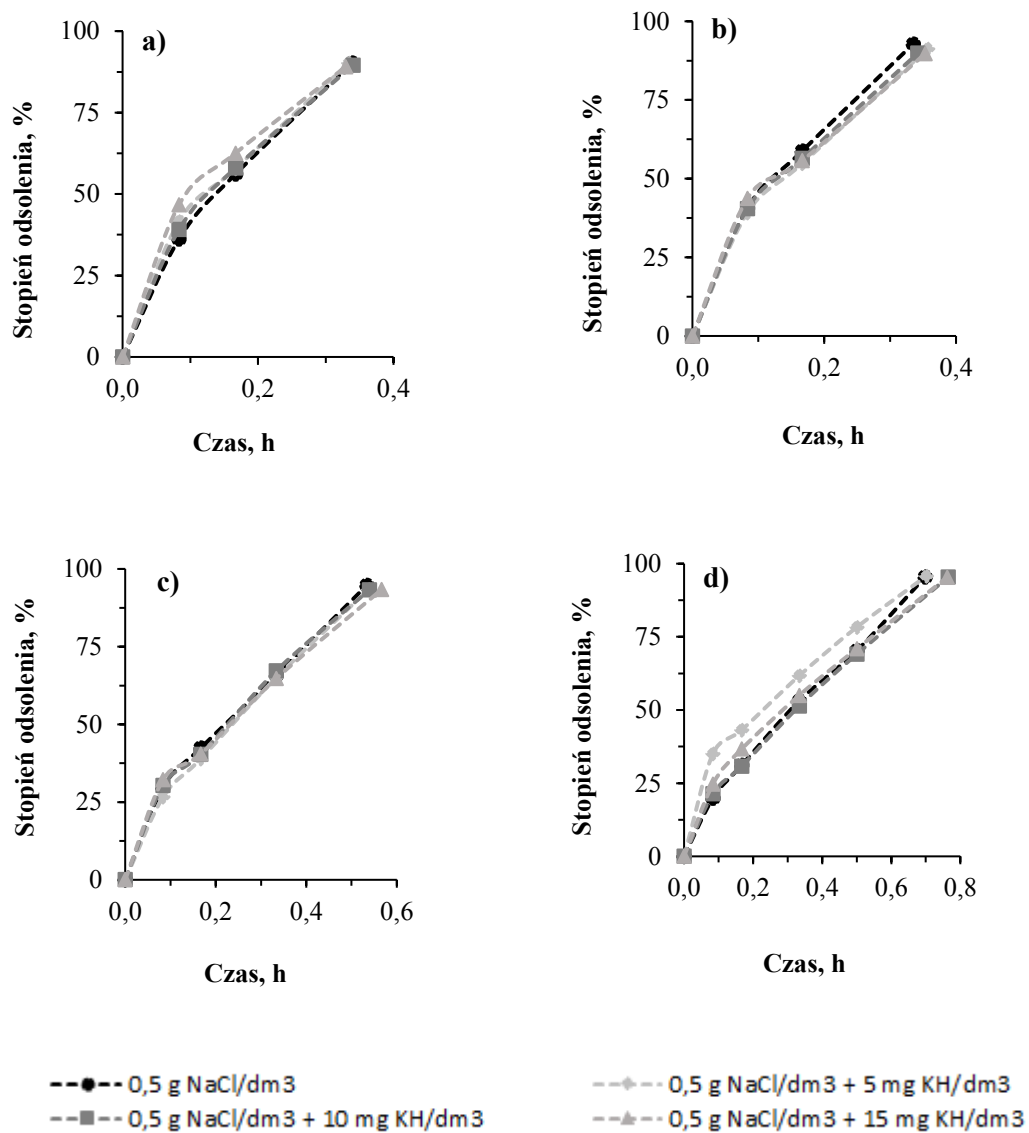 a)
Stopień odsolenia, %
100
75
50
25
0
0,0
0,2
0,4
Czas, h
b)
Stopień odsolenia, %
100
75
50
25
0
0,0
0,2
0,4
Czas, h
c)
Stopień odsolenia, %
100
75
50
25
0
0,0
0,2
0,4
0,6
Czas, h
d)
Stopień odsolenia, %
100
75
50
25
0
0,0
0,2
0,4
0,6
0,8
Czas, h
0,5 g NaCl/dm3
0,5 g NaCl/dm3 + 5 mg KH/dm3
0,5 g NaCl/dm3 + 10 mg KH/dm3
0,5 g NaCl/dm3 + 15 mg KH/dm3